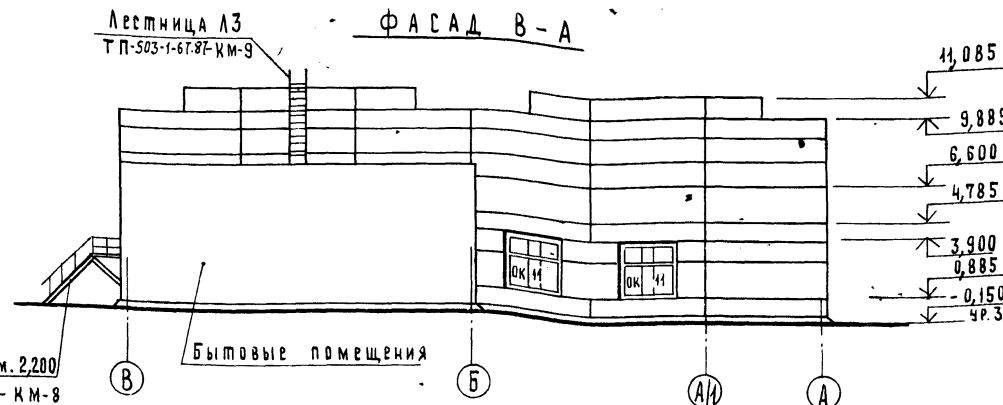 Лестница Л3
ТП-503-1-67.87-КМ-9
ФАСАД В-А
11,085
9,885
6,600
4,785
3,900
0,885
-0,150
ур. З
ОК 11
ОК 11
м. 2,200
- КМ-8
Бытовые помещения
В
Б
А/1
А